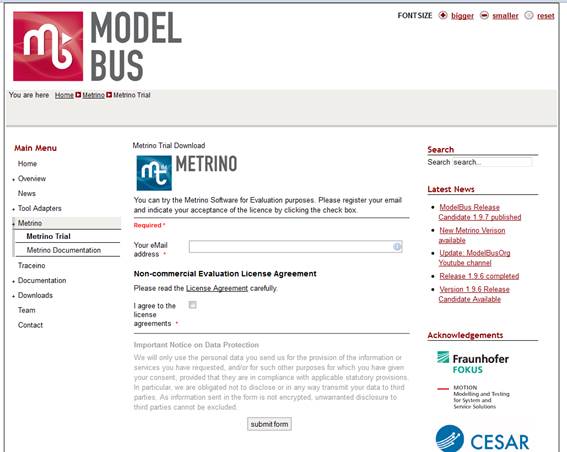 MODEL
BUS
FONTSIZE bigger smaller reset
You are here Home Metrino Metrino Trial
Main Menu
Home
Overview
News
Tool Adapters
Metrino
Metrino Trial
Metrino Documentation
Traceino
Documentation
Downloads
Team
Contact
Metrino Trial Download
mt METRINO
You can try the Metrino Software for Evaluation purposes. Please register your email
and indicate your acceptance of the licence by clicking the check box.
Required *
Your eMail
address *
Non-commercial Evaluation License Agreement
Please read the License Agreement carefully.
I agree to the
license
agreements *
Important Notice on Data Protection
We will only use the personal data you send us for the provision of the information or
services you have requested, and/or for such other purposes for which you have given
your consent, provided that they are in compliance with applicable statutory provisions.
In particular, we are obligated not to disclose or in any way transmit your data to third
parties. As information sent in the form is not encrypted, unwarranted disclosure to
third parties cannot be excluded.
submit form
Search
Search search...
Latest News
ModelBus Release
Candidate 1.9.7 published
New Metrino Verison
available
Update: ModelBusOrg
Youtube channel
Release 1.9.6 completed
Version 1.9.6 Release
Candidate Available
Acknowledgements
Fraunhofer
FOKUS
MOTION
Modelling and Testing
for System and
Service Solutions
CESAR